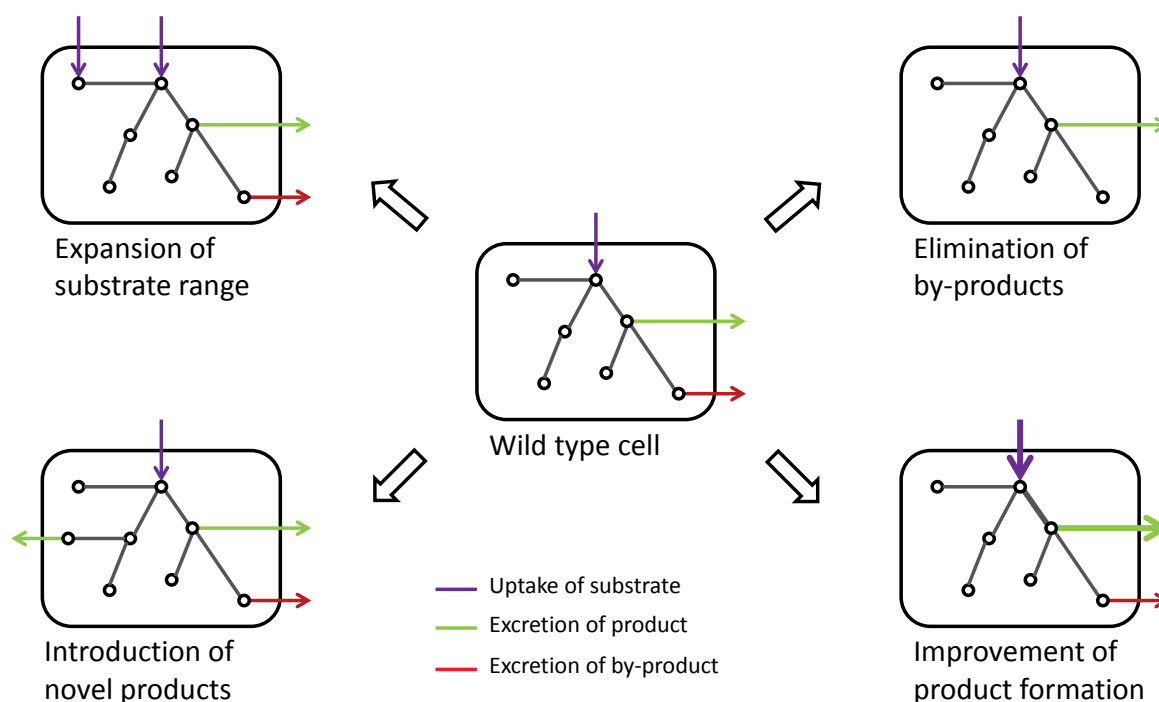 Expansion of
substrate range
Elimination of
by-products
Wild type cell
Introduction of
novel products
Uptake of substrate
Excretion of product
Excretion of by-product
Improvement of
product formation